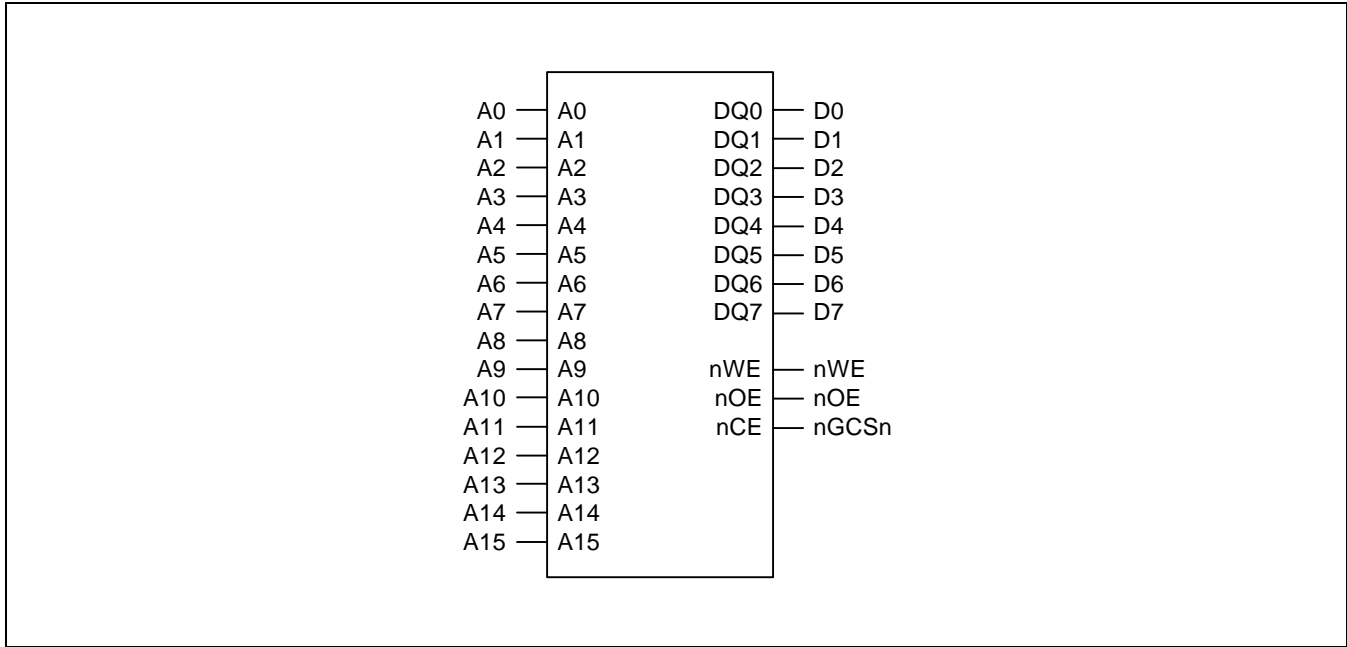 A0 A0 DQ0 D0
A1 A1 DQ1 D1
A2 A2 DQ2 D2
A3 A3 DQ3 D3
A4 A4 DQ4 D4
A5 A5 DQ5 D5
A6 A6 DQ6 D6
A7 A7 DQ7 D7
A8 A8
A9 A9 nWE nWE
A10 A10 nOE nOE
A11 A11 nCE nGCSn
A12 A12
A13 A13
A14 A14
A15 A15